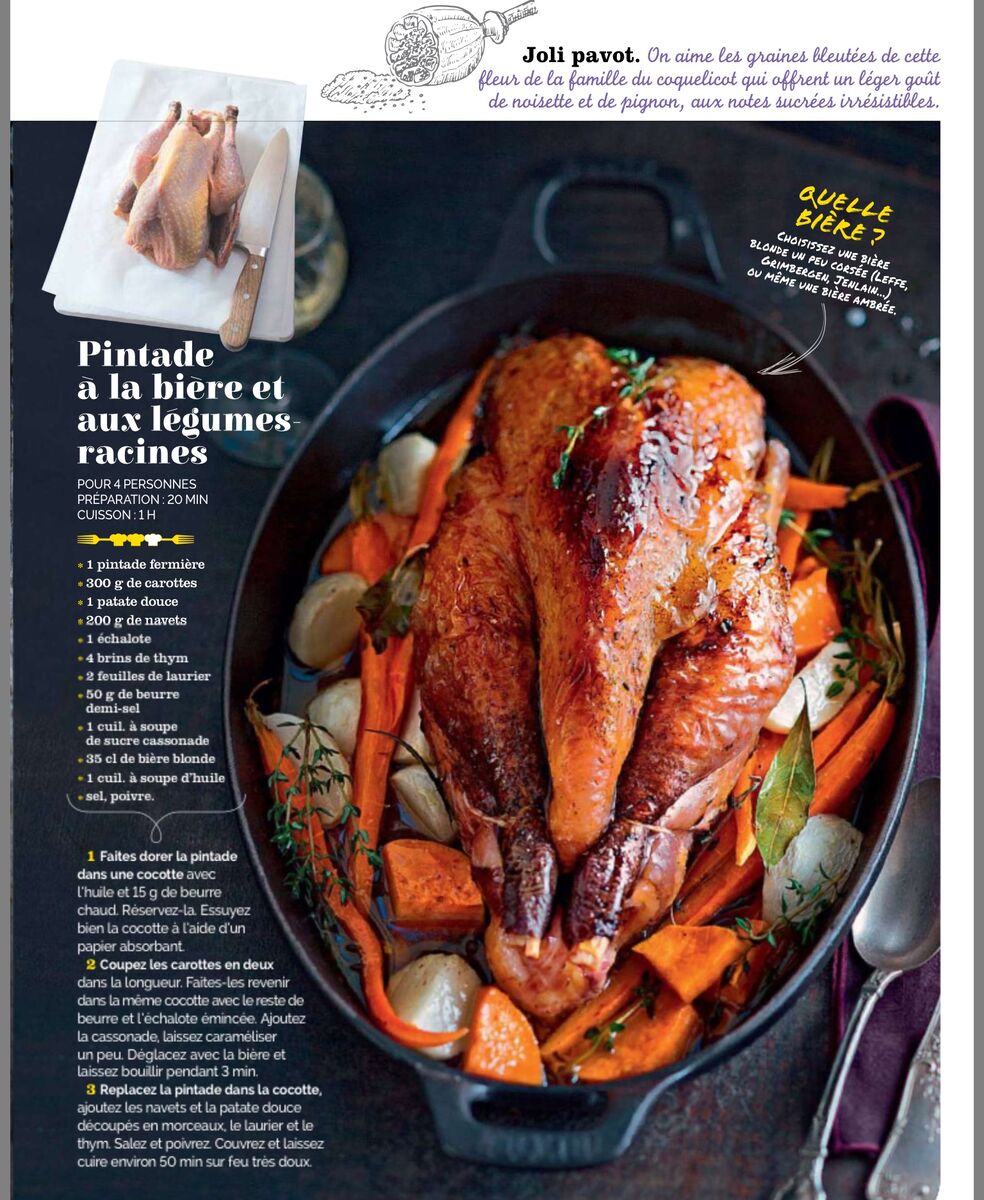 Joli pavot. On aime les graines bleutées de cette
fleur de la famille du coquelicot qui offrent un léger goût
de noisette et de pignon, aux notes sucrées irrésistibles.
QUELLE
BIÈRE ?
CHOISISSEZ UNE BIÈRE
BLONDE UN PEU CORSÉE (LEFFE,
GRIMBERGEN, JENLAIN...)
OU MÊME UNE BIÈRE AMBRÉE.
Pintade
à la bière et
aux légumes-
racines
POUR 4 PERSONNES
PRÉPARATION : 20 MIN
CUISSON : 1 H
* 1 pintade fermière
* 300 g de carottes
* 1 patate douce
* 200 g de navets
* 1 échalote
* 4 brins de thym
* 2 feuilles de laurier
* 50 g de beurre
demi-sel
* 1 cuil. à soupe
de sucre cassonade
* 35 cl de bière blonde
* 1 cuil. à soupe d'huile
* sel, poivre.
1 Faites dorer la pintade
dans une cocotte avec
l'huile et 15 g de beurre
chaud. Réservez-la. Essuyez
bien la cocotte à l'aide d'un
papier absorbant.
2 Coupez les carottes en deux
dans la longueur. Faites-les revenir
dans la même cocotte avec le reste de
beurre et l'échalote émincée. Ajoutez
la cassonade, laissez caraméliser
un peu. Déglacez avec la bière et
laissez bouillir pendant 3 min.
3 Replacez la pintade dans la cocotte,
ajoutez les navets et la patate douce
découpés en morceaux, le laurier et le
thym. Salez et poivrez. Couvrez et laissez
cuire environ 50 min sur feu très doux.